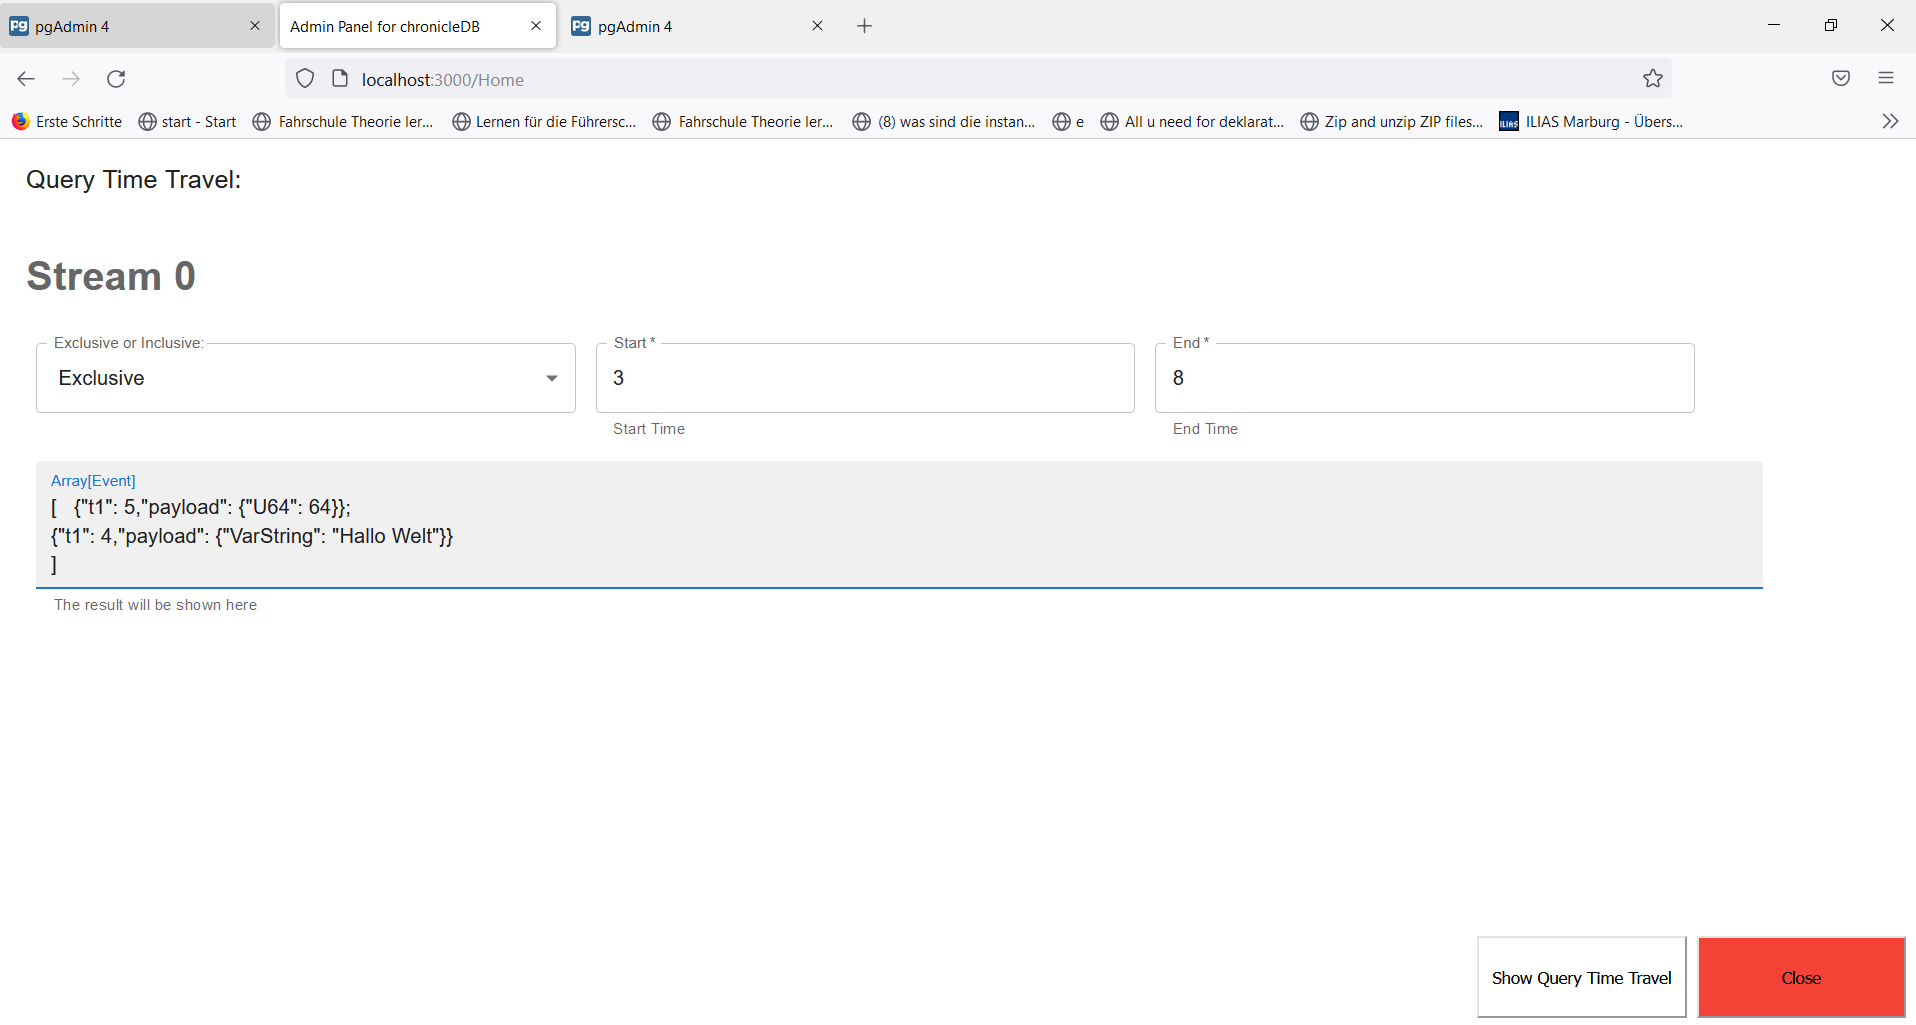 pgAdmin 4
Admin Panel for chronicleDB
pgAdmin 4
localhost:3000/Home
Erste Schritte
start - Start
Fahrschule Theorie ler...
Lernen für die Führersc...
Fahrschule Theorie ler...
(8) was sind die instan...
e
All u need for deklarat...
Zip and unzip ZIP files...
ILIAS Marburg - Übers...
Query Time Travel:
Stream 0
Exclusive or Inclusive:
Exclusive
Start *
3
Start Time
End *
8
End Time
Array[Event]
[   {"t1": 5,"payload": {"U64": 64}};
{"t1": 4,"payload": {"VarString": "Hallo Welt"}}
]
The result will be shown here
Show Query Time Travel
Close